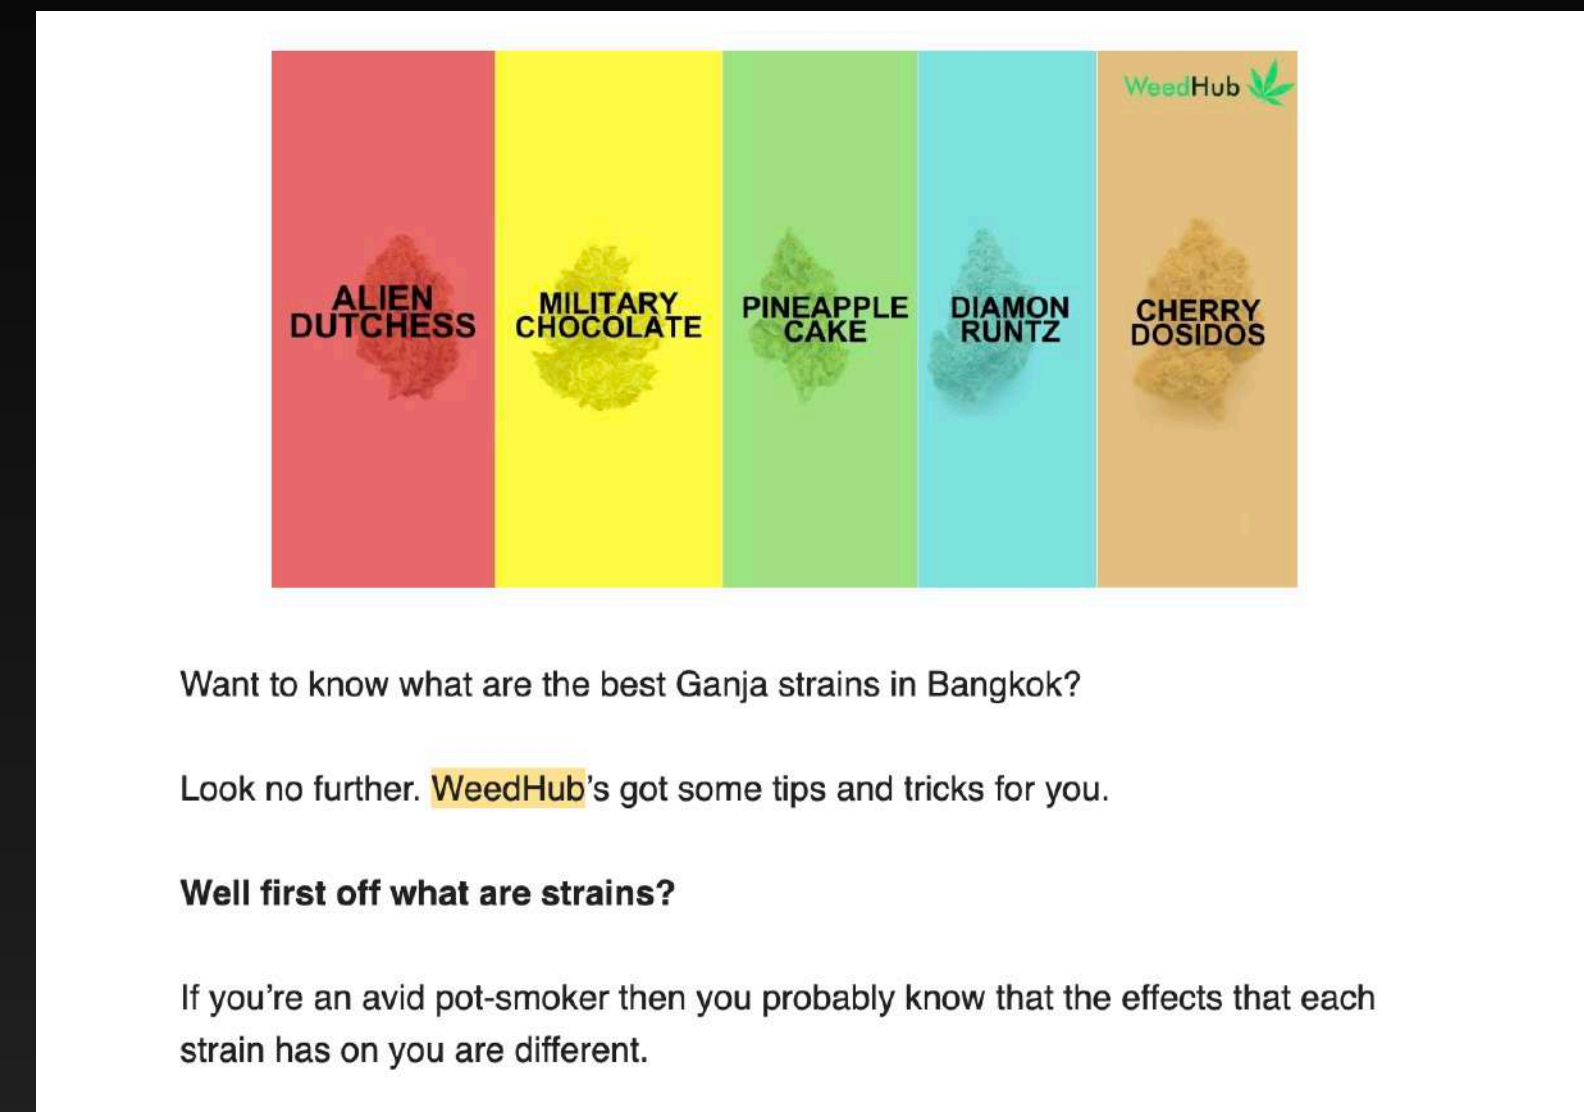 WeedHub
ALIEN
DUTCHESS
MILITARY
CHOCOLATE
PINEAPPLE
CAKE
DIAMON
RUNTZ
CHERRY
DOSIDOS
Want to know what are the best Ganja strains in Bangkok?
Look no further. WeedHub’s got some tips and tricks for you.
Well first off what are strains?
If you’re an avid pot-smoker then you probably know that the effects that each
strain has on you are different.